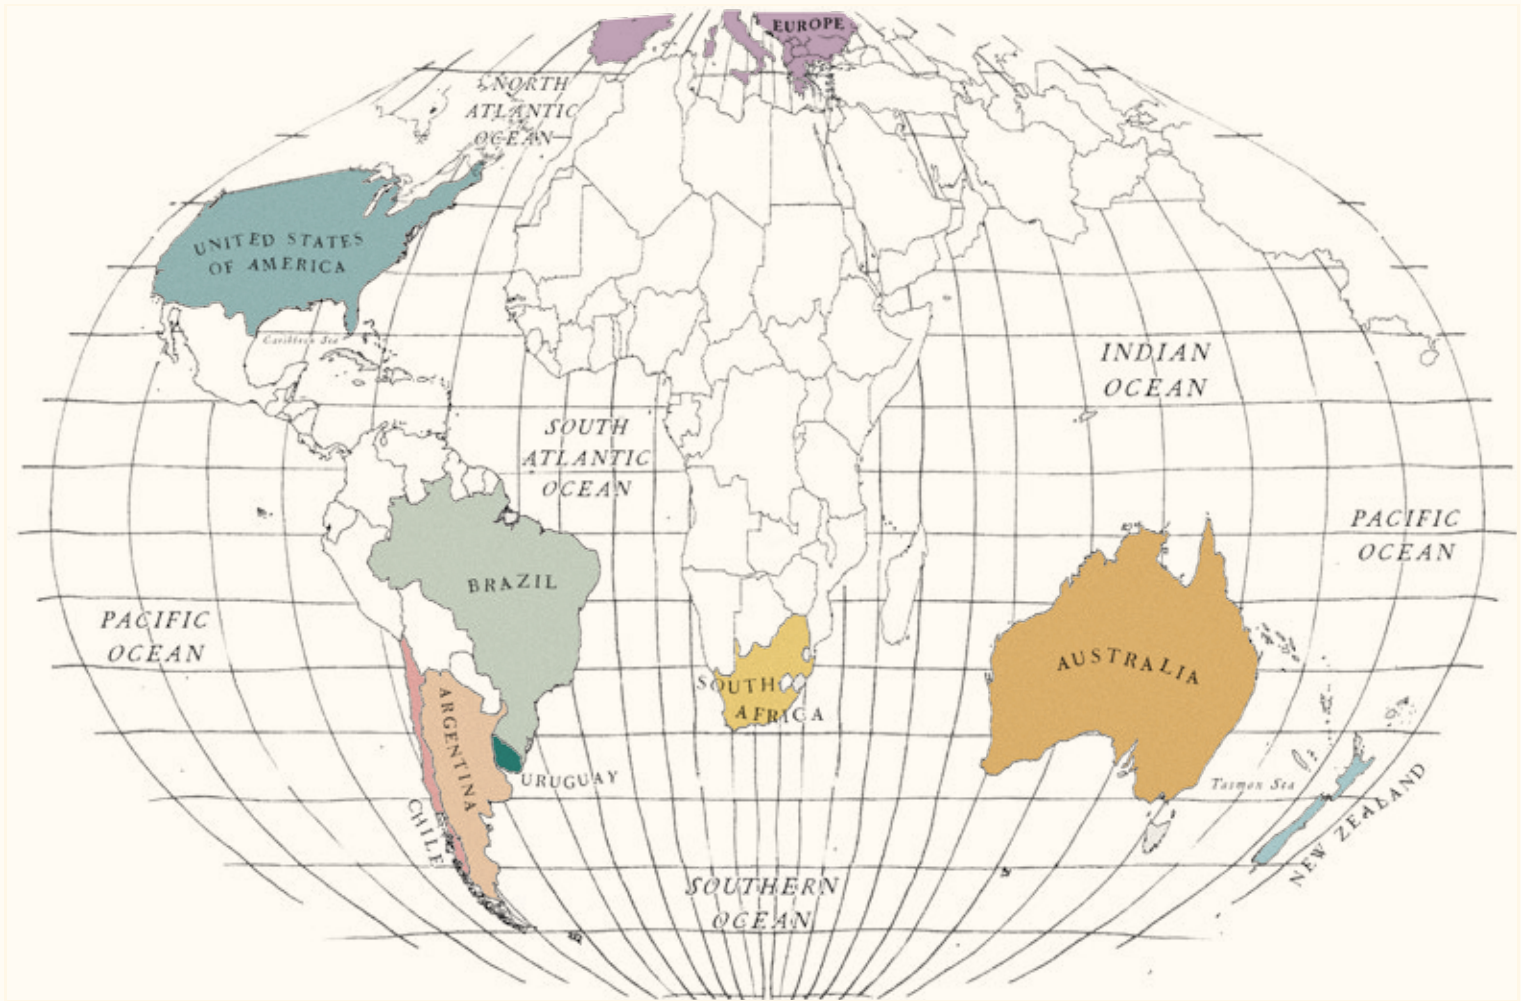 EUROPE
NORTH
ATLANTIC
OCEAN
UNITED STATES
OF AMERICA
Caribbean Sea
INDIAN
OCEAN
SOUTH
ATLANTIC
OCEAN
PACIFIC
OCEAN
BRAZIL
PACIFIC
OCEAN
AUSTRALIA
SOUTH
AFRICA
ARGENTINA
URUGUAY
CHILE
Tasman Sea
NEW ZEALAND
SOUTHERN
OCEAN